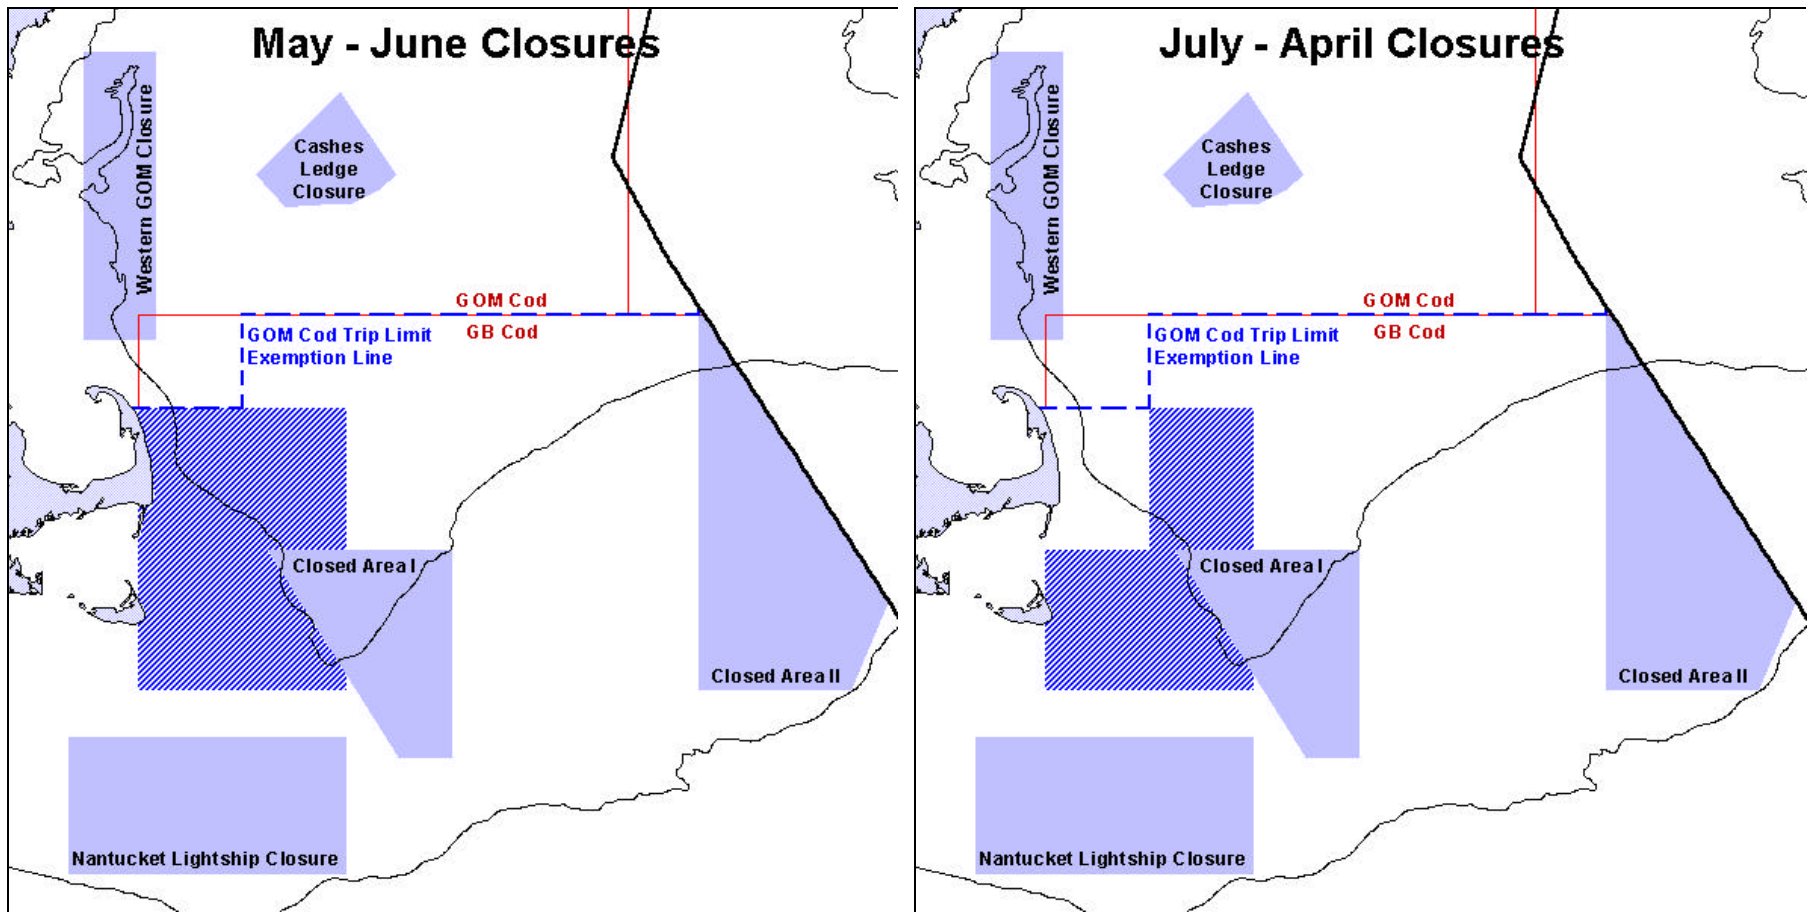 May - June Closures
Western GOM Closure
Cashes
Ledge
Closure
GOM Cod
GB Cod
GOM Cod Trip Limit
Exemption Line
Closed Area I
Closed Area II
Nantucket Lightship Closure
July - April Closures
Western GOM Closure
Cashes
Ledge
Closure
GOM Cod
GB Cod
GOM Cod Trip Limit
Exemption Line
Closed Area I
Closed Area II
Nantucket Lightship Closure